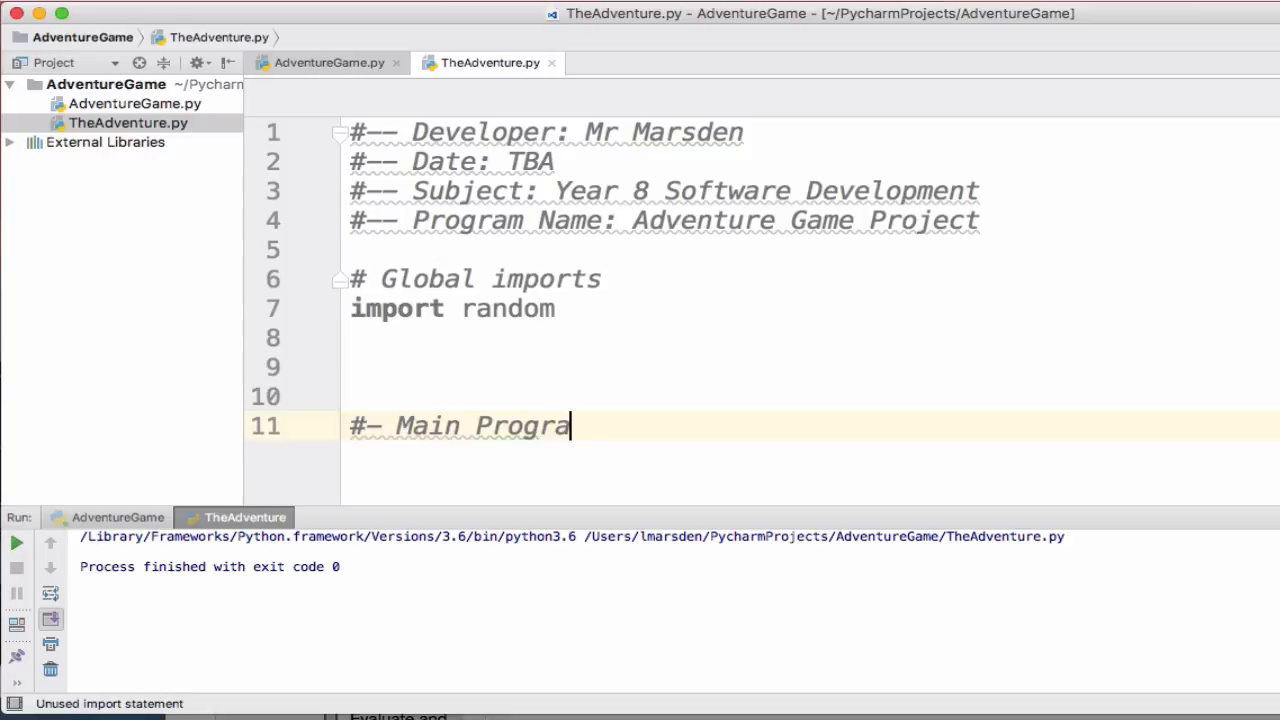 TheAdventure.py - AdventureGame - [~/PycharmProjects/AdventureGame]
AdventureGame TheAdventure.py
Project AdventureGame.py TheAdventure.py
AdventureGame ~/Pycharm
AdventureGame.py
TheAdventure.py
External Libraries
1 #-- Developer: Mr Marsden
2 #-- Date: TBA
3 #-- Subject: Year 8 Software Development
4 #-- Program Name: Adventure Game Project
5
6 # Global imports
7 import random
8
9
10
11 #- Main Progra
Run: AdventureGame TheAdventure
/Library/Frameworks/Python.framework/Versions/3.6/bin/python3.6 /Users/lmarsden/PycharmProjects/AdventureGame/TheAdventure.py
Process finished with exit code 0
Unused import statement
Evaluate and